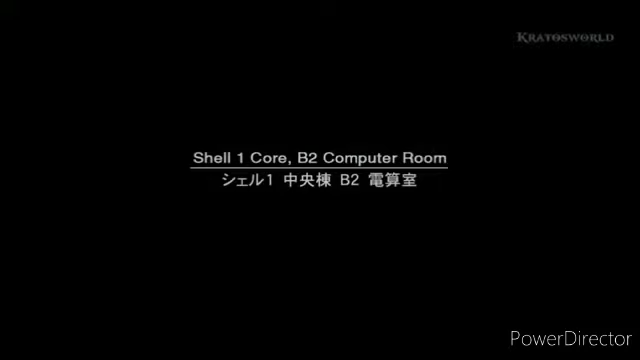 KRATOSWORLD
Shell 1 Core, B2 Computer Room
シェル1 中央棟 B2 電算室
PowerDirector